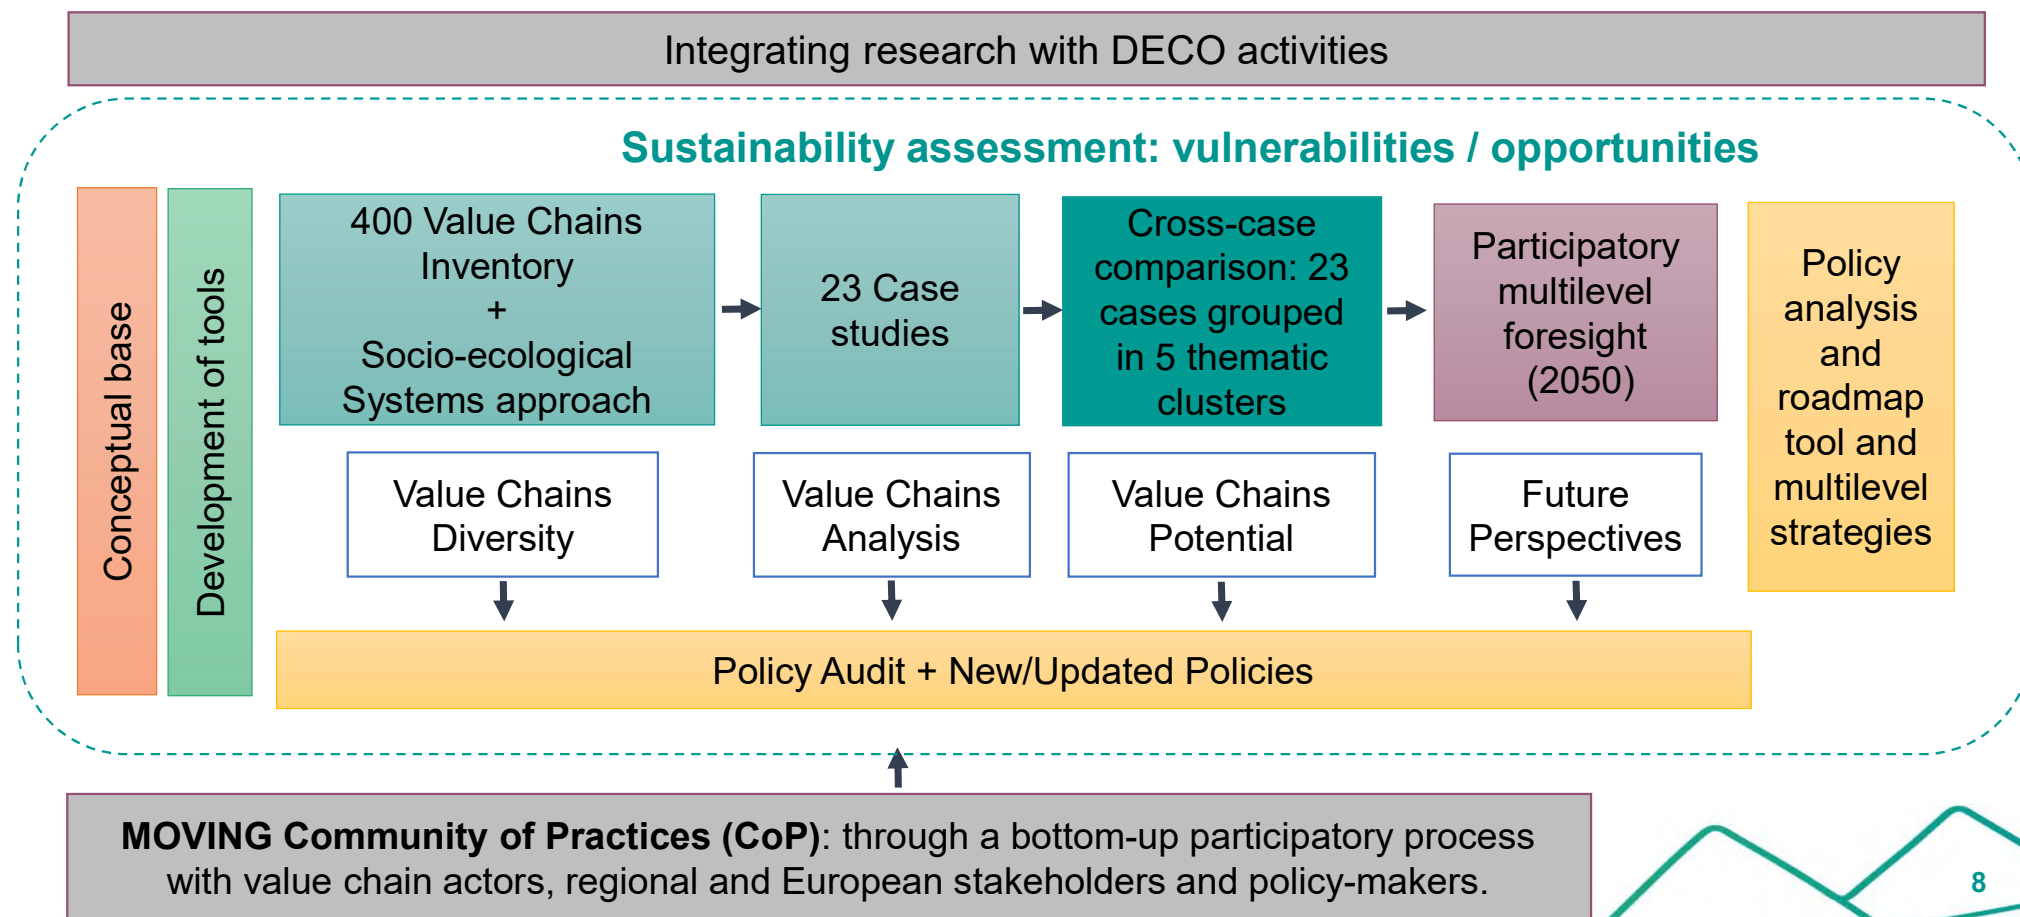 Integrating research with DECO activities
Sustainability assessment: vulnerabilities / opportunities
Conceptual base
Development of tools
400 Value Chains
Inventory
+
Socio-ecological
Systems approach
23 Case
studies
Cross-case
comparison: 23
cases grouped
in 5 thematic
clusters
Participatory
multilevel
foresight
(2050)
Policy
analysis
and
roadmap
tool and
multilevel
strategies
Value Chains
Diversity
Value Chains
Analysis
Value Chains
Potential
Future
Perspectives
Policy Audit + New/Updated Policies
MOVING Community of Practices (CoP): through a bottom-up participatory process
with value chain actors, regional and European stakeholders and policy-makers.
8